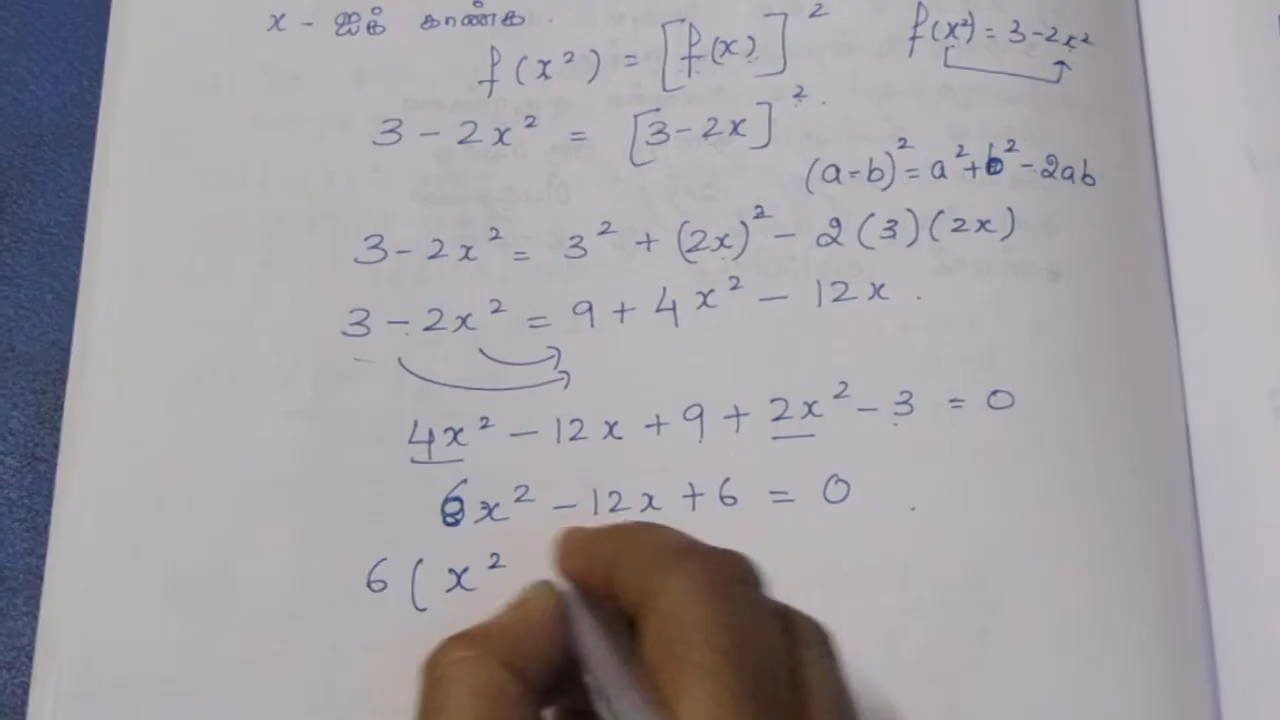 x - ஐக் காண்க.
f(x²) = [f(x)]² f(x²) = 3-2x²
3 - 2x² = [3-2x]².
(a-b)² = a²+b²-2ab
3-2x² = 3² + (2x)² - 2(3)(2x)
3 - 2x² = 9 + 4x² - 12x.
4x² - 12x + 9 + 2x² - 3 = 0
6x² - 12x + 6 = 0
6(x²